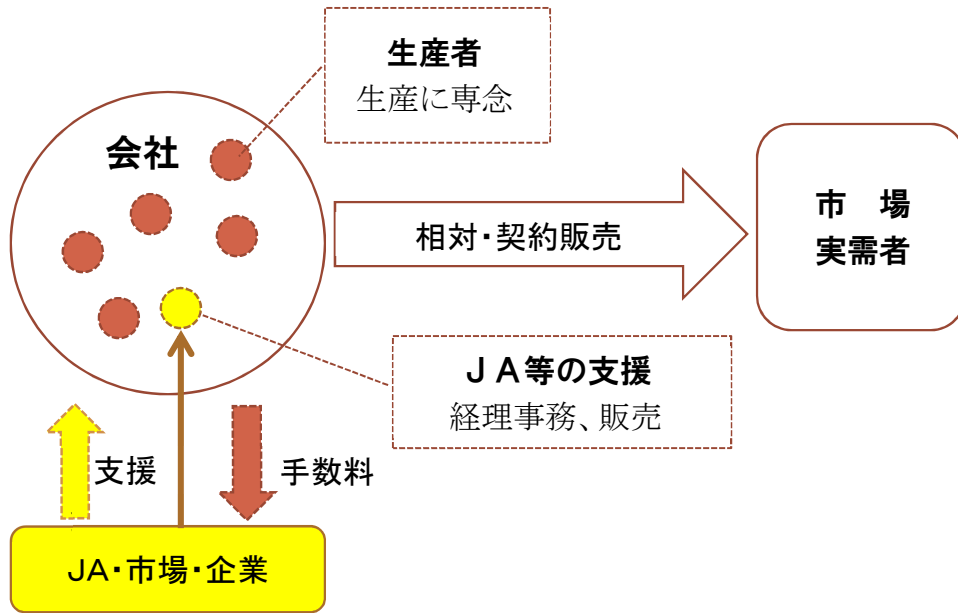 生産者
生産に専念
会社
相対・契約販売
市　場
実需者
ＪＡ等の支援
経理事務、販売
支援
手数料
JA・市場・企業